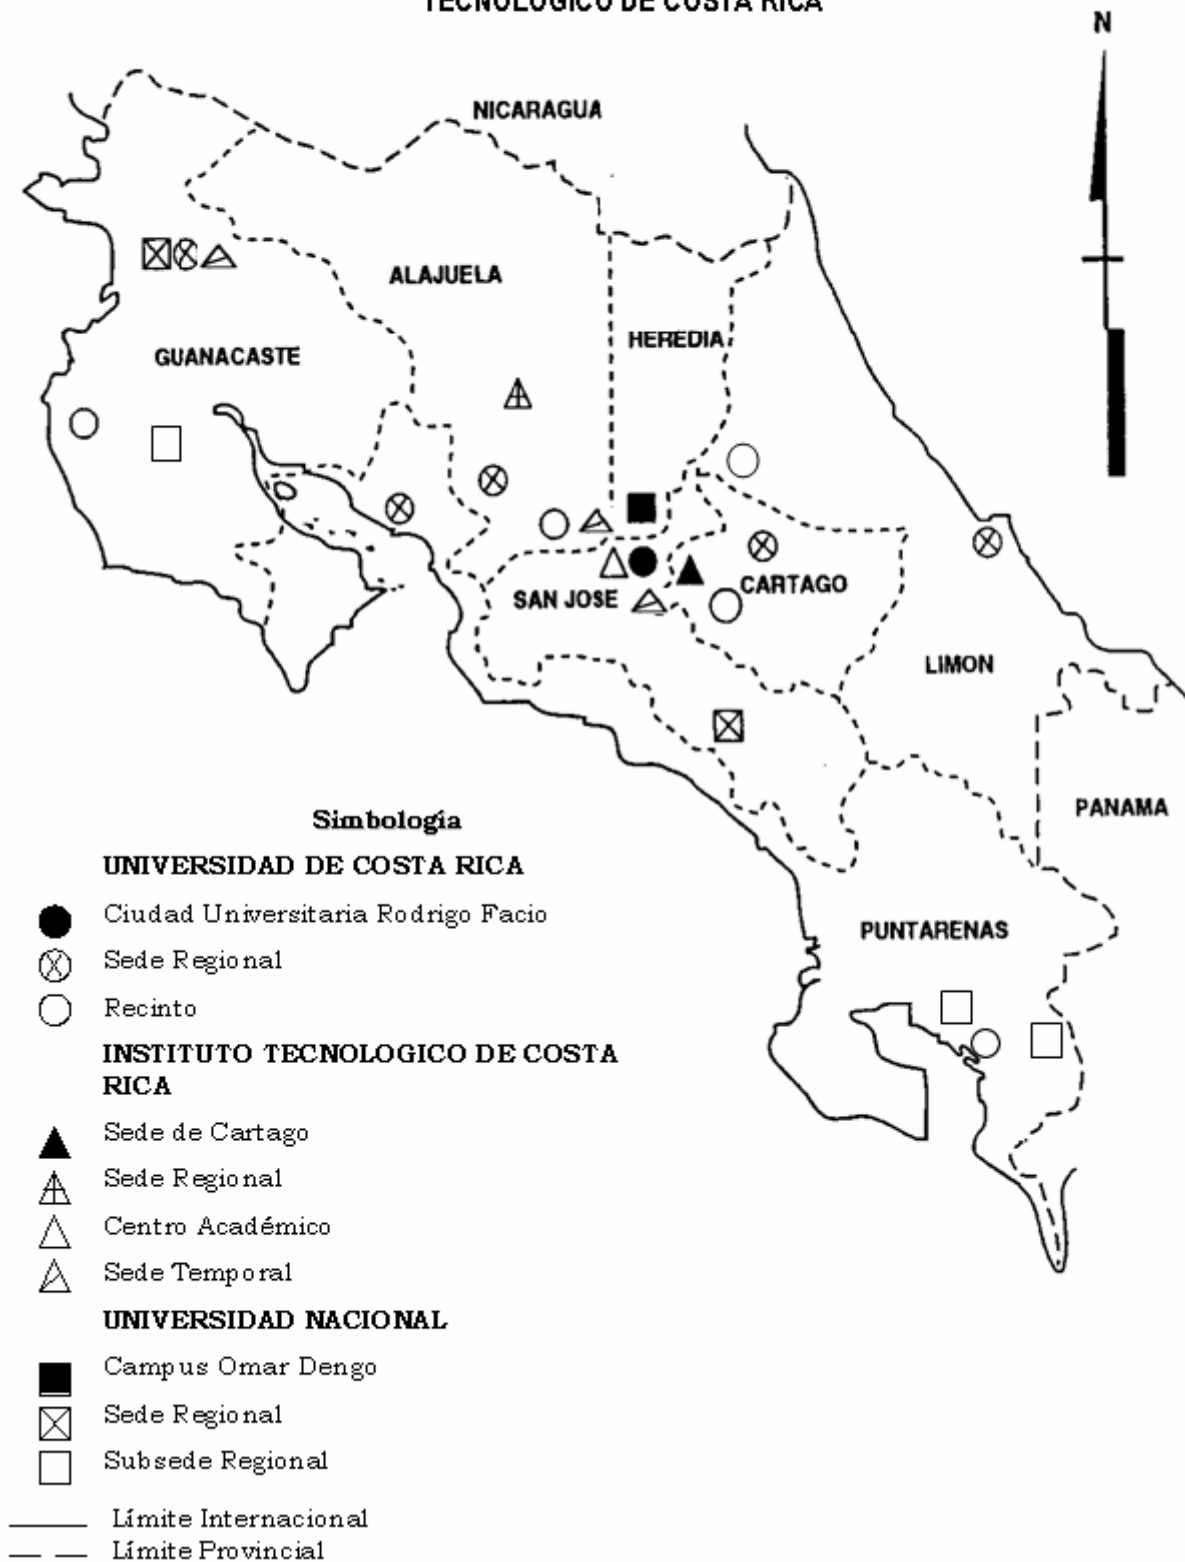 TECNOLOGICO DE COSTA RICA
N
NICARAGUA
ALAJUELA
HEREDIA
GUANACASTE
SAN JOSE
CARTAGO
LIMON
PANAMA
PUNTARENAS
Simbología
UNIVERSIDAD DE COSTA RICA
Ciudad Universitaria Rodrigo Facio
Sede Regional
Recinto
INSTITUTO TECNOLOGICO DE COSTA
RICA
Sede de Cartago
Sede Regional
Centro Académico
Sede Temporal
UNIVERSIDAD NACIONAL
Campus Omar Dengo
Sede Regional
Subsede Regional
Límite Internacional
Límite Provincial